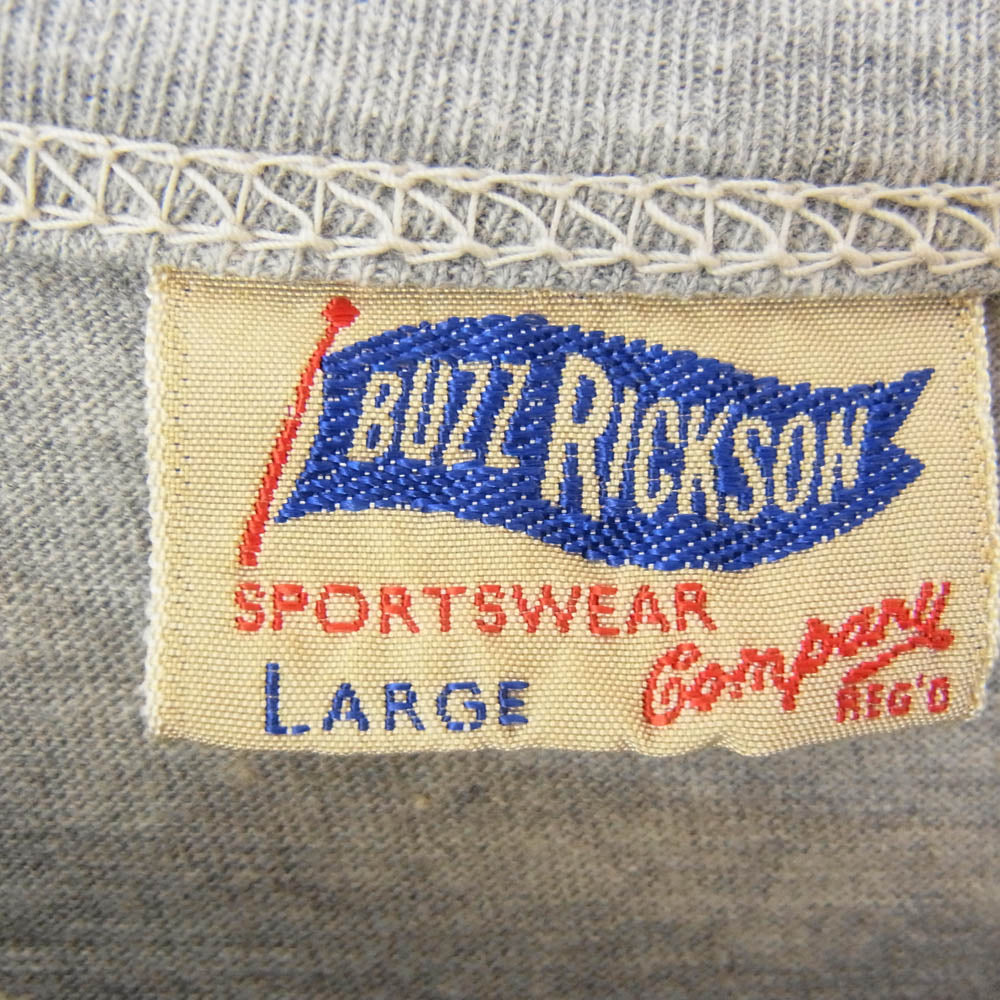 BUZZ RICKSON
SPORTSWEAR
Company
LARGE
REG'D